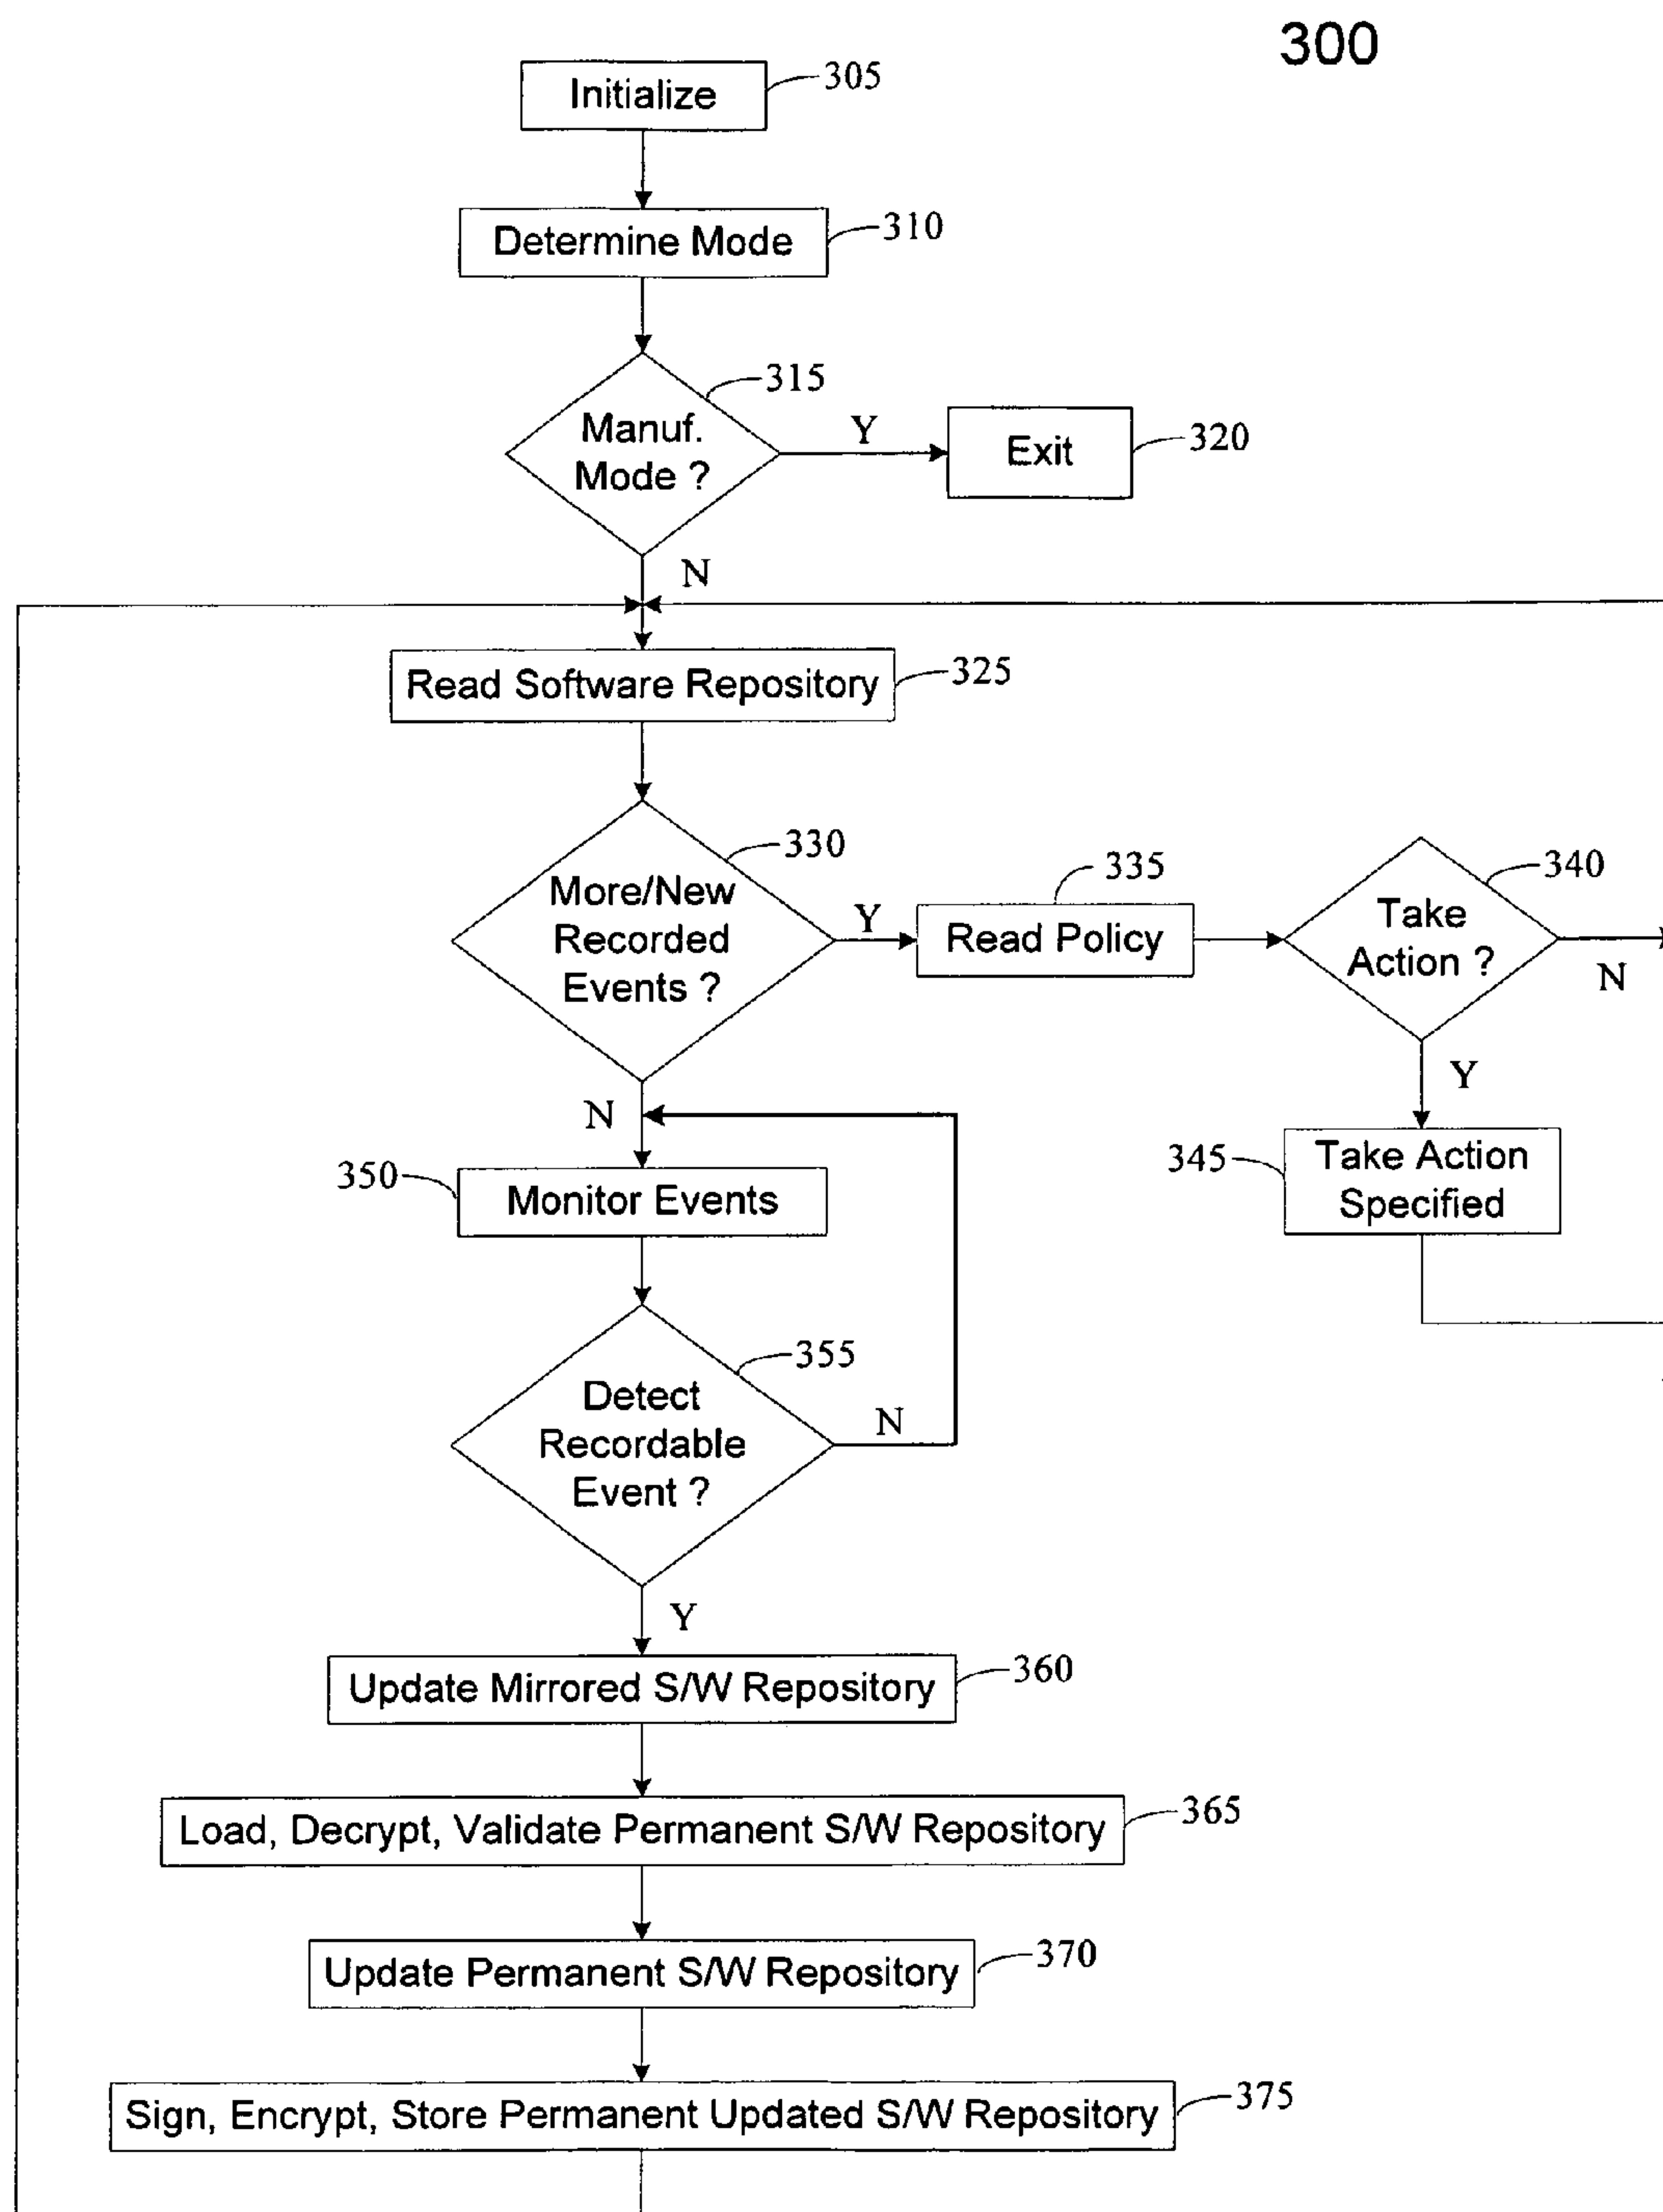 300
Initialize
305
Determine Mode
310
Manuf.
Mode ?
315
Y
Exit
320
N
Read Software Repository
325
More/New
Recorded
Events ?
330
Y
Read Policy
335
Take
Action ?
340
N
Y
Take Action
Specified
345
N
Monitor Events
350
Detect
Recordable
Event ?
355
N
Y
Update Mirrored S/W Repository
360
Load, Decrypt, Validate Permanent S/W Repository
365
Update Permanent S/W Repository
370
Sign, Encrypt, Store Permanent Updated S/W Repository
375